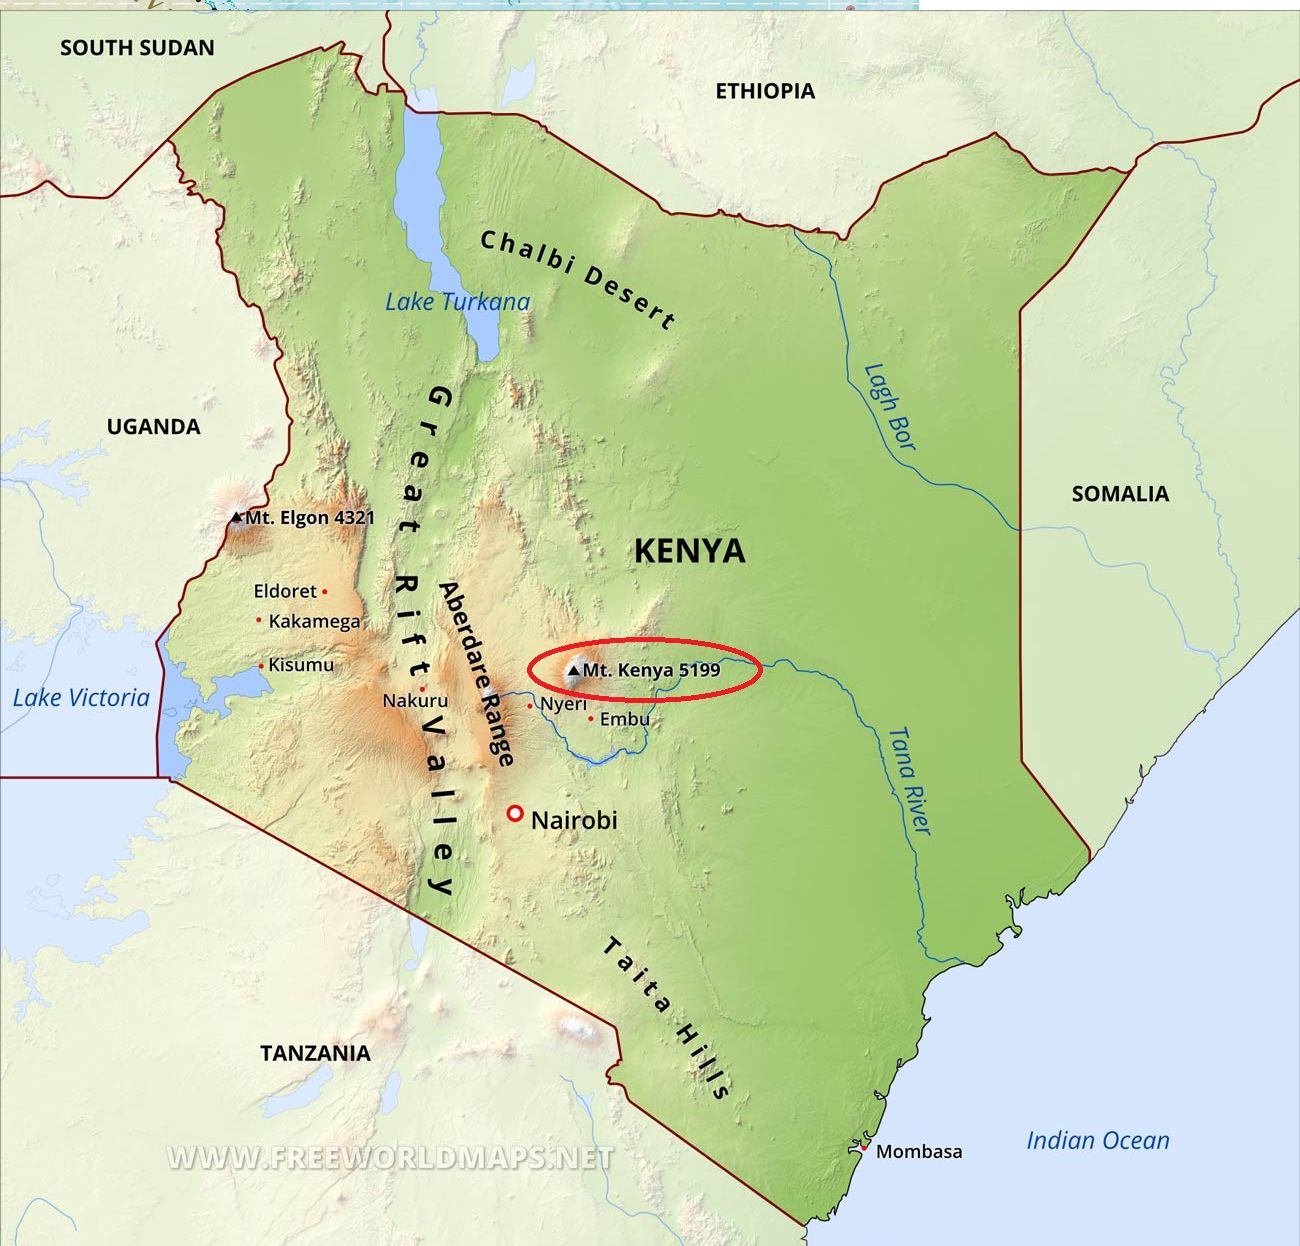 SOUTH SUDAN
ETHIOPIA
Chalbi Desert
Lake Turkana
Lagh Bor
UGANDA
Great Rift Valley
SOMALIA
Mt. Elgon 4321
KENYA
Eldoret
Aberdare Range
Kakamega
Kisumu
Mt. Kenya 5199
Lake Victoria
Nakuru
Nyeri
Embu
Tana River
Nairobi
Taita Hills
TANZANIA
Indian Ocean
Mombasa
WWW.FREEWORLDMAPS.NET